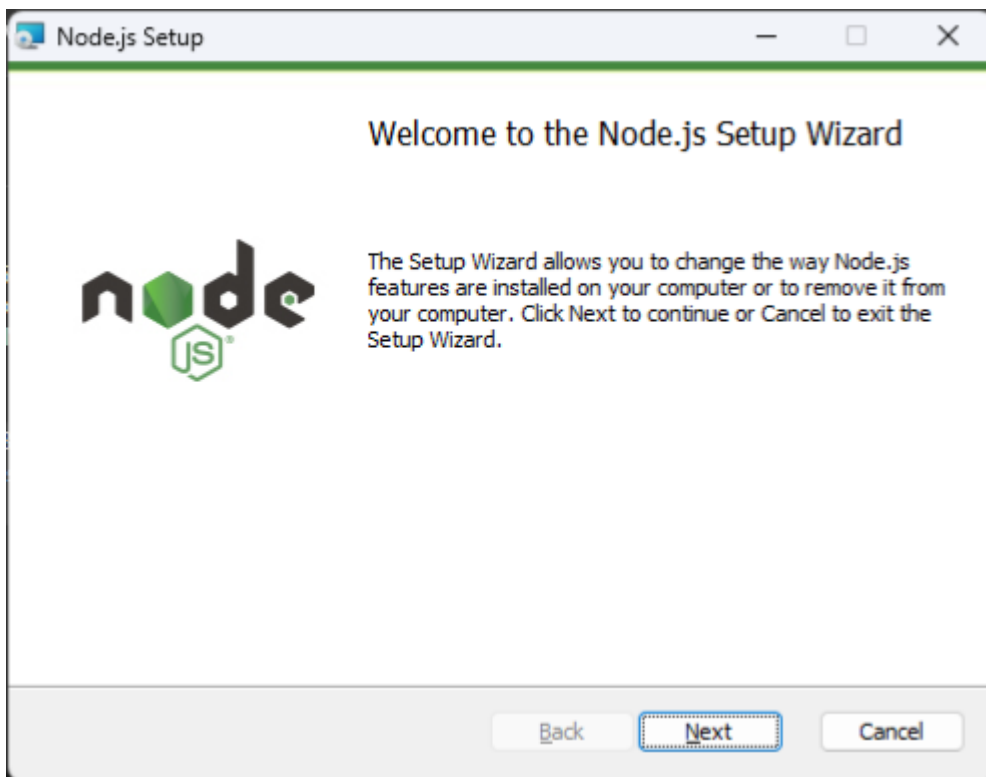 Node.js Setup
Welcome to the Node.js Setup Wizard
The Setup Wizard allows you to change the way Node.js
features are installed on your computer or to remove it from
your computer. Click Next to continue or Cancel to exit the
Setup Wizard.
node
JS®
Back
Next
Cancel